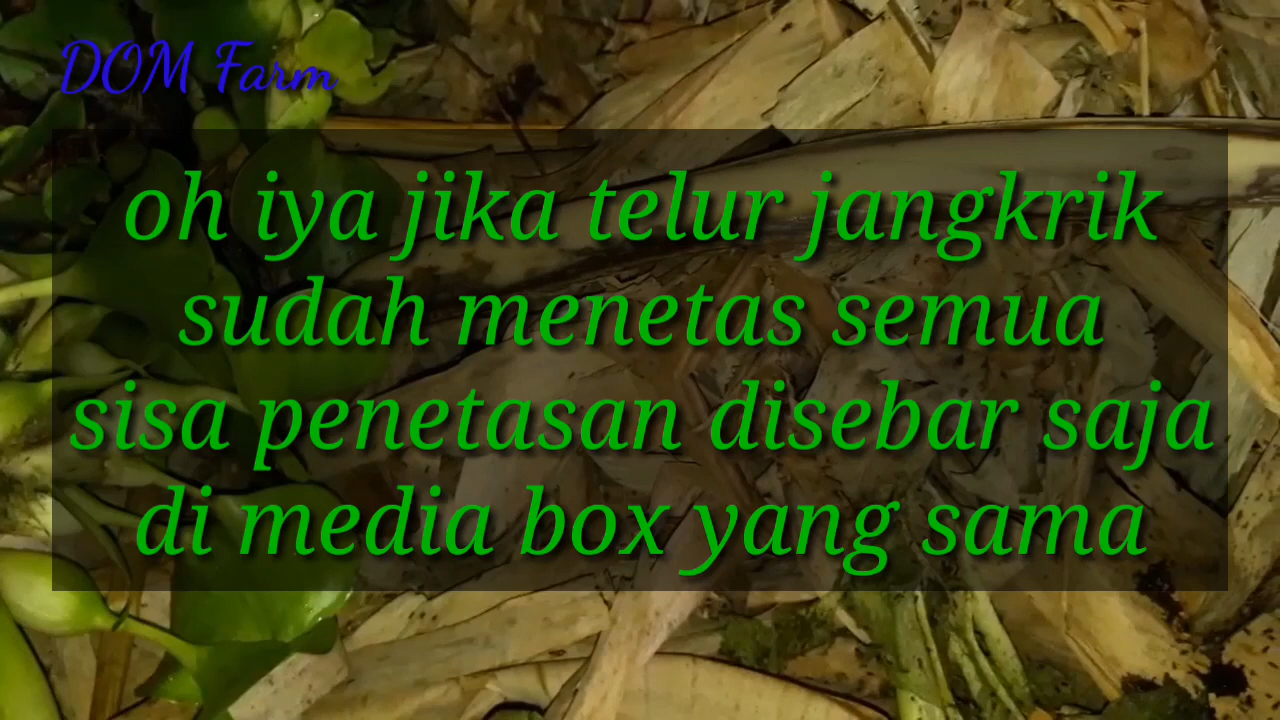 DOM Farm
oh iya jika telur jangkrik
sudah menetas semua
sisa penetasan disebar saja
di media box yang sama